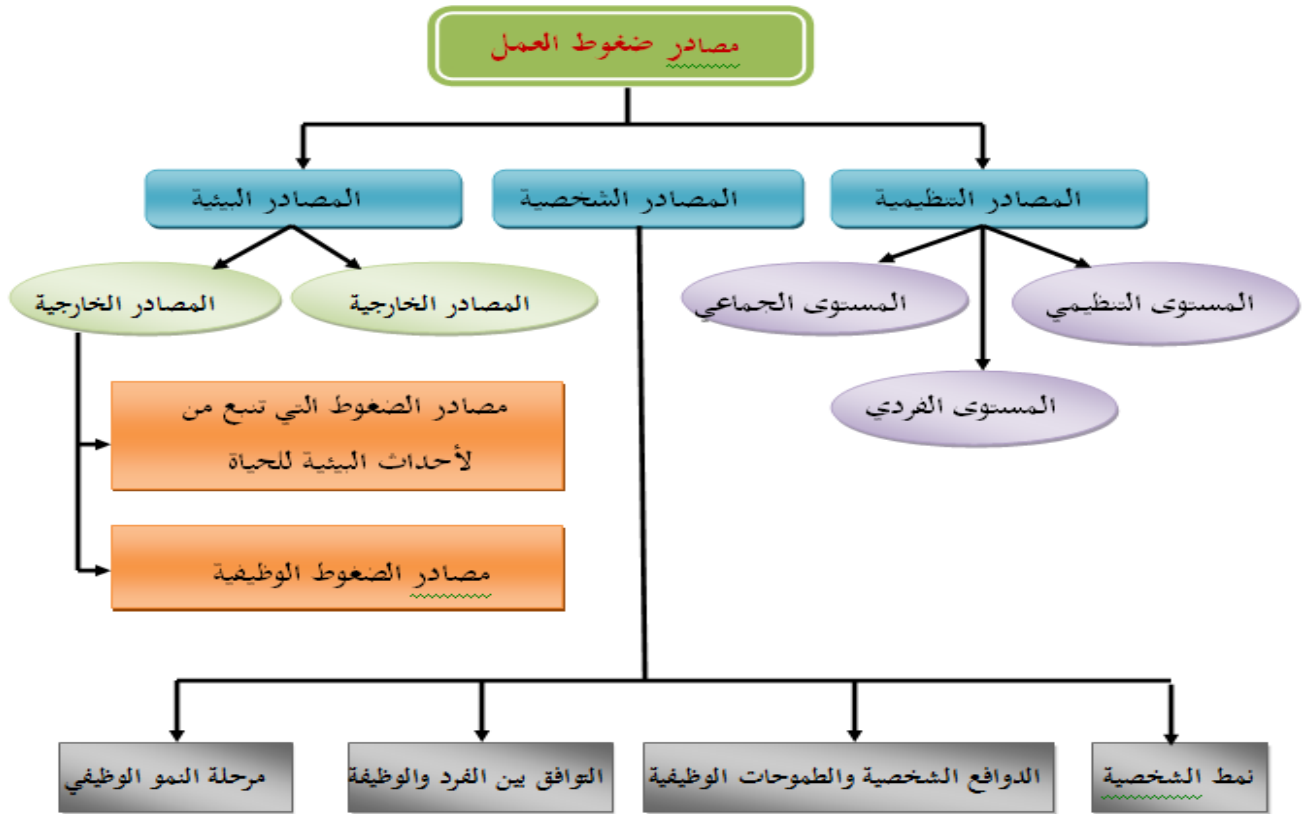 مصادر ضغوط العمل
المصادر التنظيمية
المصادر الشخصية
المصادر البيئية
المستوى التنظيمي
المستوى الجماعي
المصادر الخارجية
المصادر الخارجية
المستوى الفردي
مصادر الضغوط التي تنبع من
لأحداث البيئية للحياة
مصادر الضغوط الوظيفية
نمط الشخصية
الدوافع الشخصية والطموحات الوظيفية
التوافق بين الفرد والوظيفة
مرحلة النمو الوظيفي